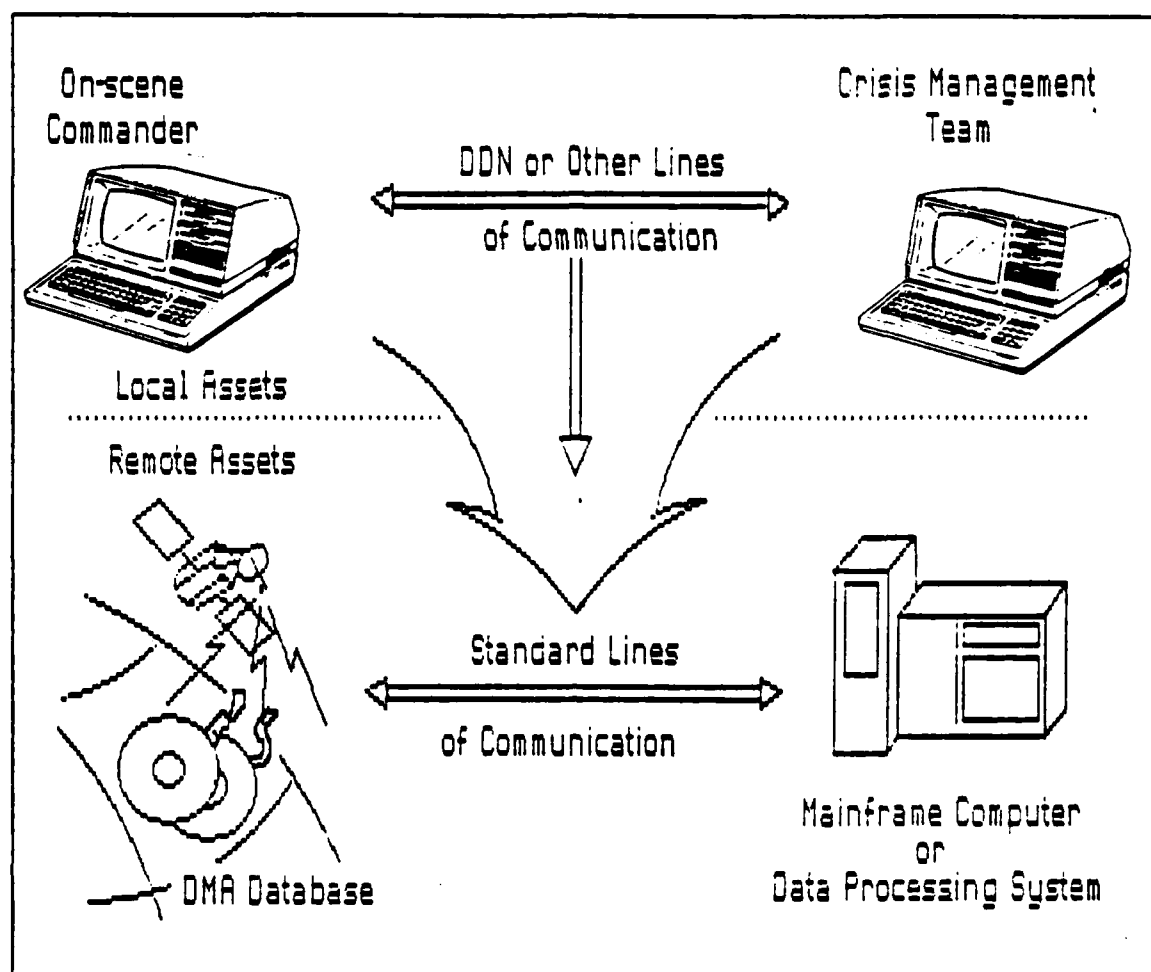 On-scene
Commander
Crisis Management
Team
DDN or Other Lines
of Communication
Local Assets
Remote Assets
Standard Lines
of Communication
Mainframe Computer
or
Data Processing System
DMA Database